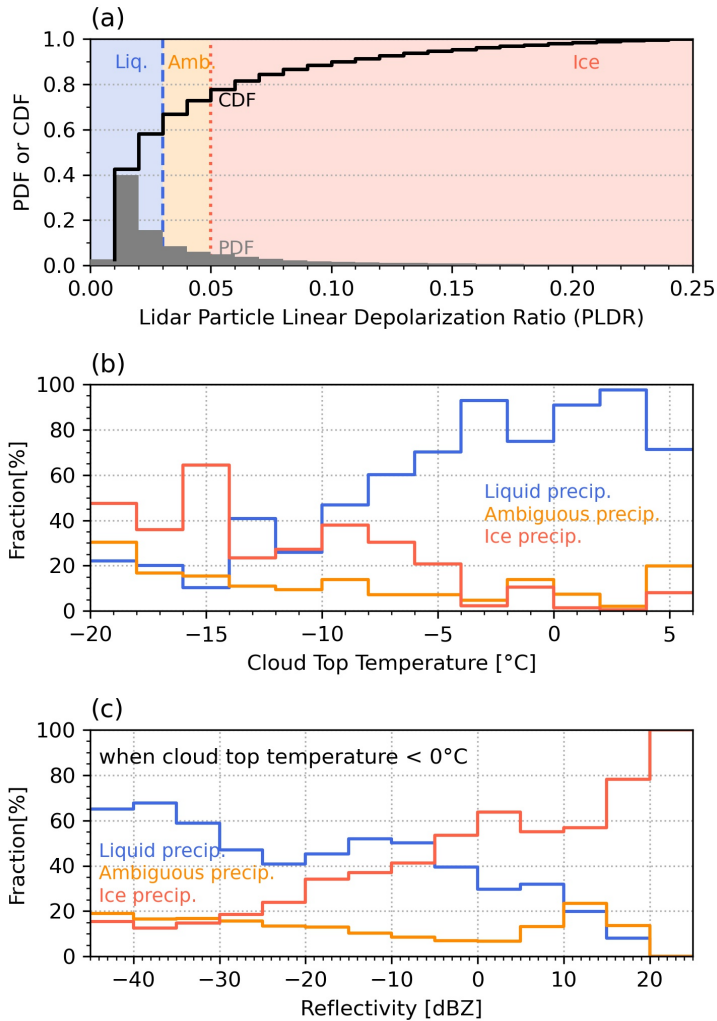 (a)
1.0
Liq.
Amb.
Ice
0.8
CDF
0.6
PDF or CDF
0.4
0.2
PDF
0.0
0.00 0.05 0.10 0.15 0.20 0.25
Lidar Particle Linear Depolarization Ratio (PLDR)
(b)
100
80
60
Liquid precip.
Ambiguous precip.
Ice precip.
Fraction[%]
40
20
0
−20 −15 −10 −5 0 5
Cloud Top Temperature [°C]
(c)
100
when cloud top temperature < 0°C
80
60
Liquid precip.
Ambiguous precip.
Ice precip.
Fraction[%]
40
20
0
−40 −30 −20 −10 0 10 20
Reflectivity [dBZ]